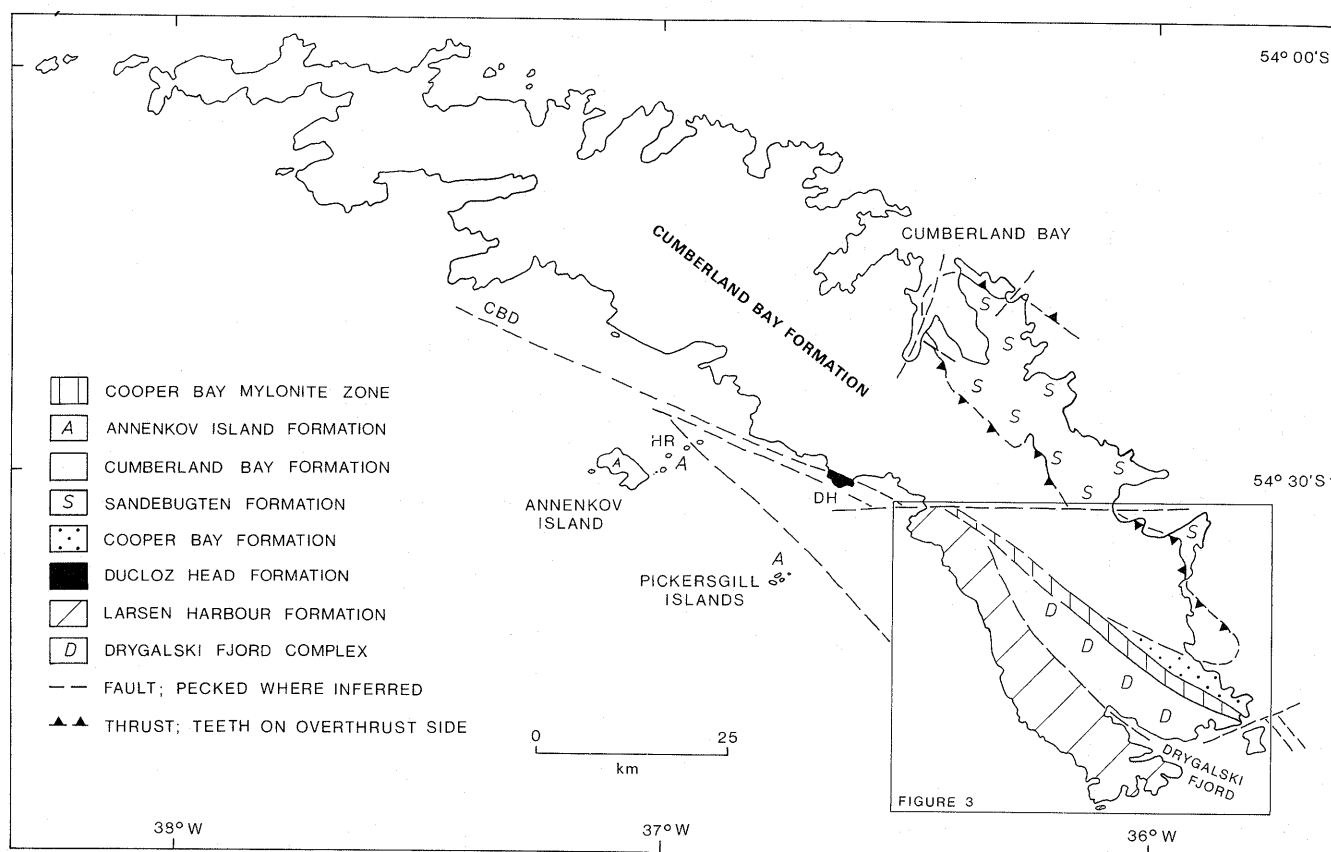 54° 00'S
CUMBERLAND BAY
CUMBERLAND BAY FORMATION
CBD
S
S
S
S
S
S
S
S
S
COOPER BAY MYLONITE ZONE
A ANNENKOV ISLAND FORMATION
CUMBERLAND BAY FORMATION
S SANDEBUGTEN FORMATION
COOPER BAY FORMATION
DUCLOZ HEAD FORMATION
LARSEN HARBOUR FORMATION
D DRYGALSKI FJORD COMPLEX
FAULT; PECKED WHERE INFERRED
THRUST; TEETH ON OVERTHRUST SIDE
HR
A
A
ANNENKOV
ISLAND
DH
54° 30'S
A
PICKERSGILL
ISLANDS
D
D
D
D
DRYGALSKI
FJORD
0 25
km
FIGURE 3
38°W
37°W
36°W